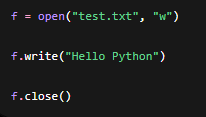 f = open("test.txt", "w")
f.write("Hello Python")
f.close()